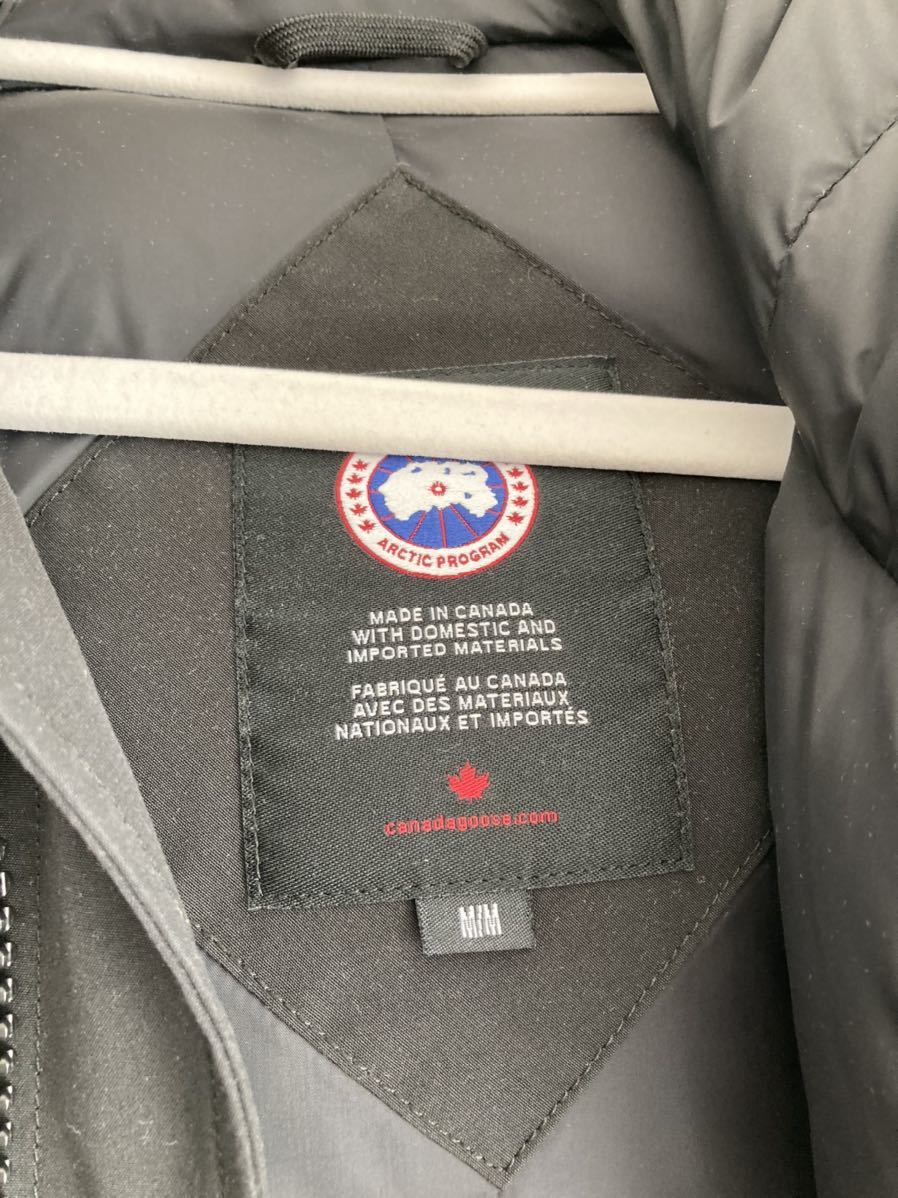 ARCTIC PROGRAM
MADE IN CANADA
WITH DOMESTIC AND
IMPORTED MATERIALS
FABRIQUÉ AU CANADA
AVEC DES MATERIAUX
NATIONAUX ET IMPORTÉS
canadagoose.com
M/M